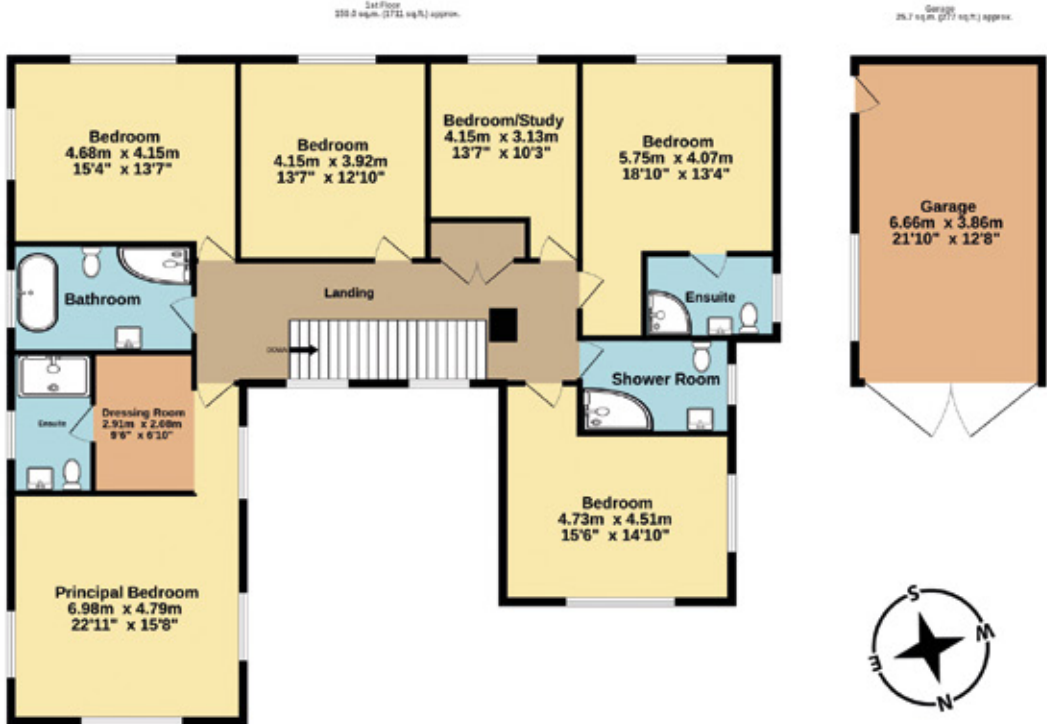 1st Floor
Garage
Bedroom
4.68m x 4.15m
15'4" x 13'7"
Bedroom
4.15m x 3.92m
13'7" x 12'10"
Bedroom/Study
4.15m x 3.13m
13'7" x 10'3"
Bedroom
5.75m x 4.07m
18'10" x 13'4"
Garage
6.66m x 3.86m
21'10" x 12'8"
Bathroom
Landing
Ensuite
DOWN
Shower Room
Ensuite
Dressing Room
2.91m x 2.08m
9'6" x 6'10"
Bedroom
4.73m x 4.51m
15'6" x 14'10"
Principal Bedroom
6.98m x 4.79m
22'11" x 15'8"
S
W
E
N